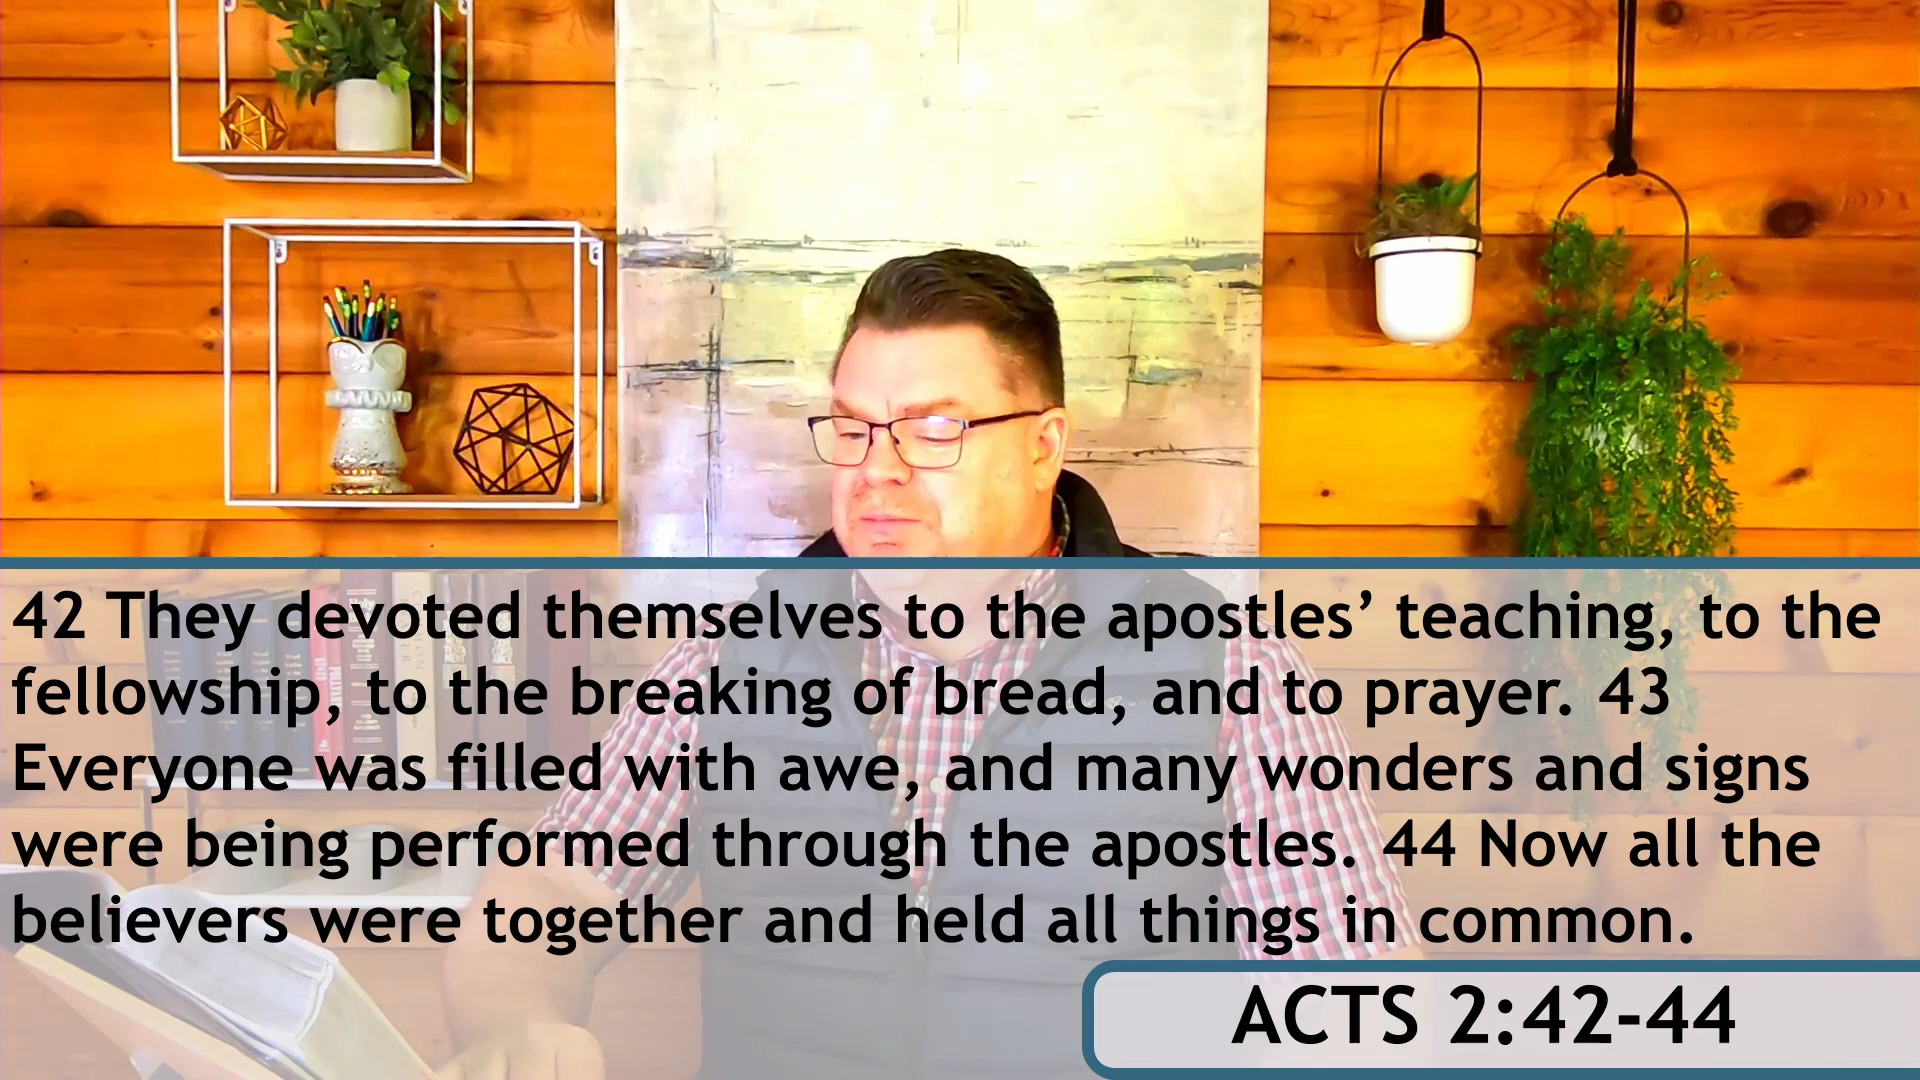 42 They devoted themselves to the apostles’ teaching, to the
fellowship, to the breaking of bread, and to prayer. 43
Everyone was filled with awe, and many wonders and signs
were being performed through the apostles. 44 Now all the
believers were together and held all things in common.
ACTS 2:42-44